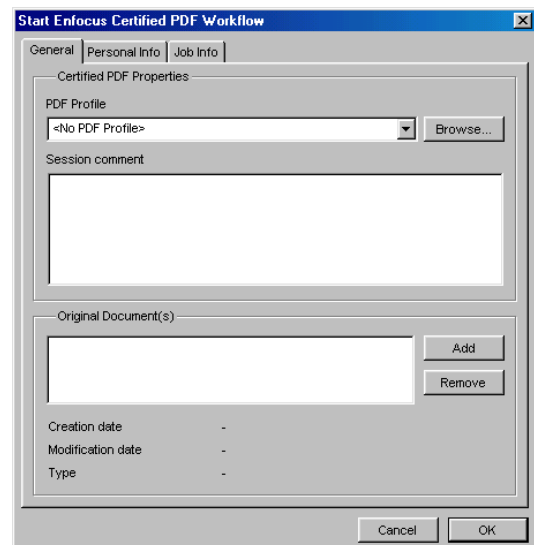 Start Enfocus Certified PDF Workflow
General Personal Info Job Info
Certified PDF Properties
PDF Profile
<No PDF Profile> Browse...
Session comment
Original Document(s)
Add
Remove
Creation date -
Modification date -
Type -
Cancel OK